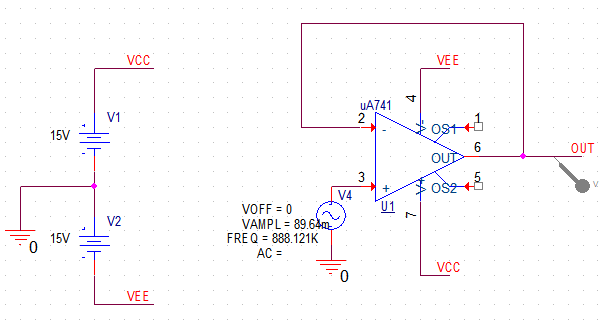 VCC
VEE
uA741
4
V1
2
V-
OS1
1
15V
-
OUT
6
OUT
V
3
+
V+
OS2
5
V4
U1
7
V2
VOFF = 0
VAMPL = 89.64m
15V
FREQ = 888.121K
0
AC =
VCC
0
VEE